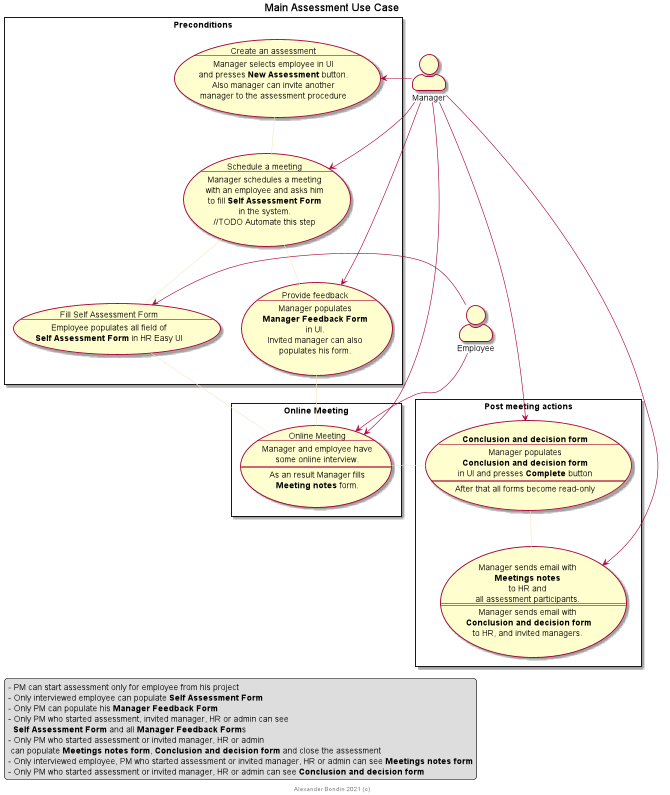 Main Assessment Use Case
Preconditions
Create an assessment
Manager selects employee in UI
and presses New Assessment button.
Also manager can invite another
manager to the assessment procedure
Manager
Schedule a meeting
Manager schedules a meeting
with an employee and asks him
to fill Self Assessment Form
in the system.
//TODO Automate this step
Fill Self Assessment Form
Employee populates all field of
Self Assessment Form in HR Easy UI
Provide feedback
Manager populates
Manager Feedback Form
in UI.
Invited manager can also
populates his form.
Employee
Online Meeting
Online Meeting
Manager and employee have
some online interview.
As an result Manager fills
Meeting notes form.
Post meeting actions
Conclusion and decision form
Manager populates
Conclusion and decision form
in UI and presses Complete button
After that all forms become read-only
Manager sends email with
Meetings notes
to HR and
all assessment participants.
Manager sends email with
Conclusion and decision form
to HR, and invited managers.
- PM can start assessment only for employee from his project
- Only interviewed employee can populate Self Assessment Form
- Only PM can populate his Manager Feedback Form
- Only PM who started assessment, invited manager, HR or admin can see
Self Assessment Form and all Manager Feedback Forms
- Only PM who started assessment or invited manager, HR or admin
can populate Meetings notes form, Conclusion and decision form and close the assessment
- Only interviewed employee, PM who started assessment or invited manager, HR or admin can see Meetings notes form
- Only PM who started assessment or invited manager, HR or admin can see Conclusion and decision form
Alexander Bondin 2021 (c)